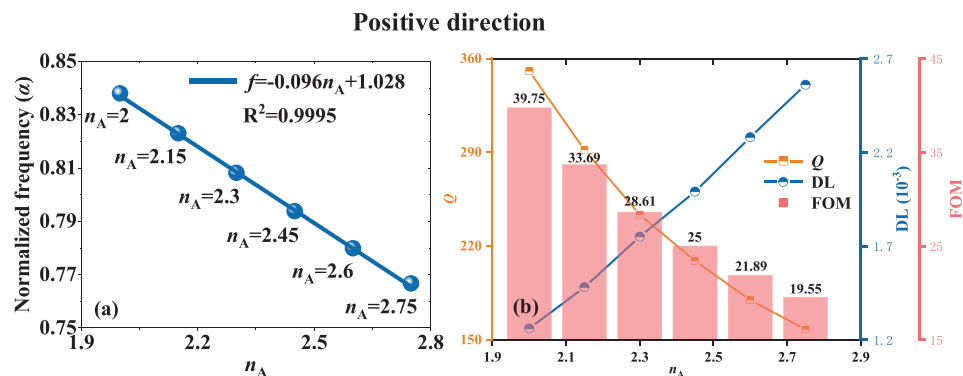 Positive direction
Normalized frequency (α)
0.85
0.83
0.81
0.79
0.77
0.75
f=-0.096nA+1.028
R²=0.9995
nA=2
nA=2.15
nA=2.3
nA=2.45
nA=2.6
nA=2.75
(a)
1.9
2.2
2.5
2.8
nA
Q
360
290
220
150
39.75
33.69
28.61
25
21.89
19.55
Q
DL
FOM
(b)
1.9
2.1
2.3
2.5
2.7
2.9
nA
2.7
2.2
1.7
1.2
DL (10⁻³)
45
35
25
15
FOM